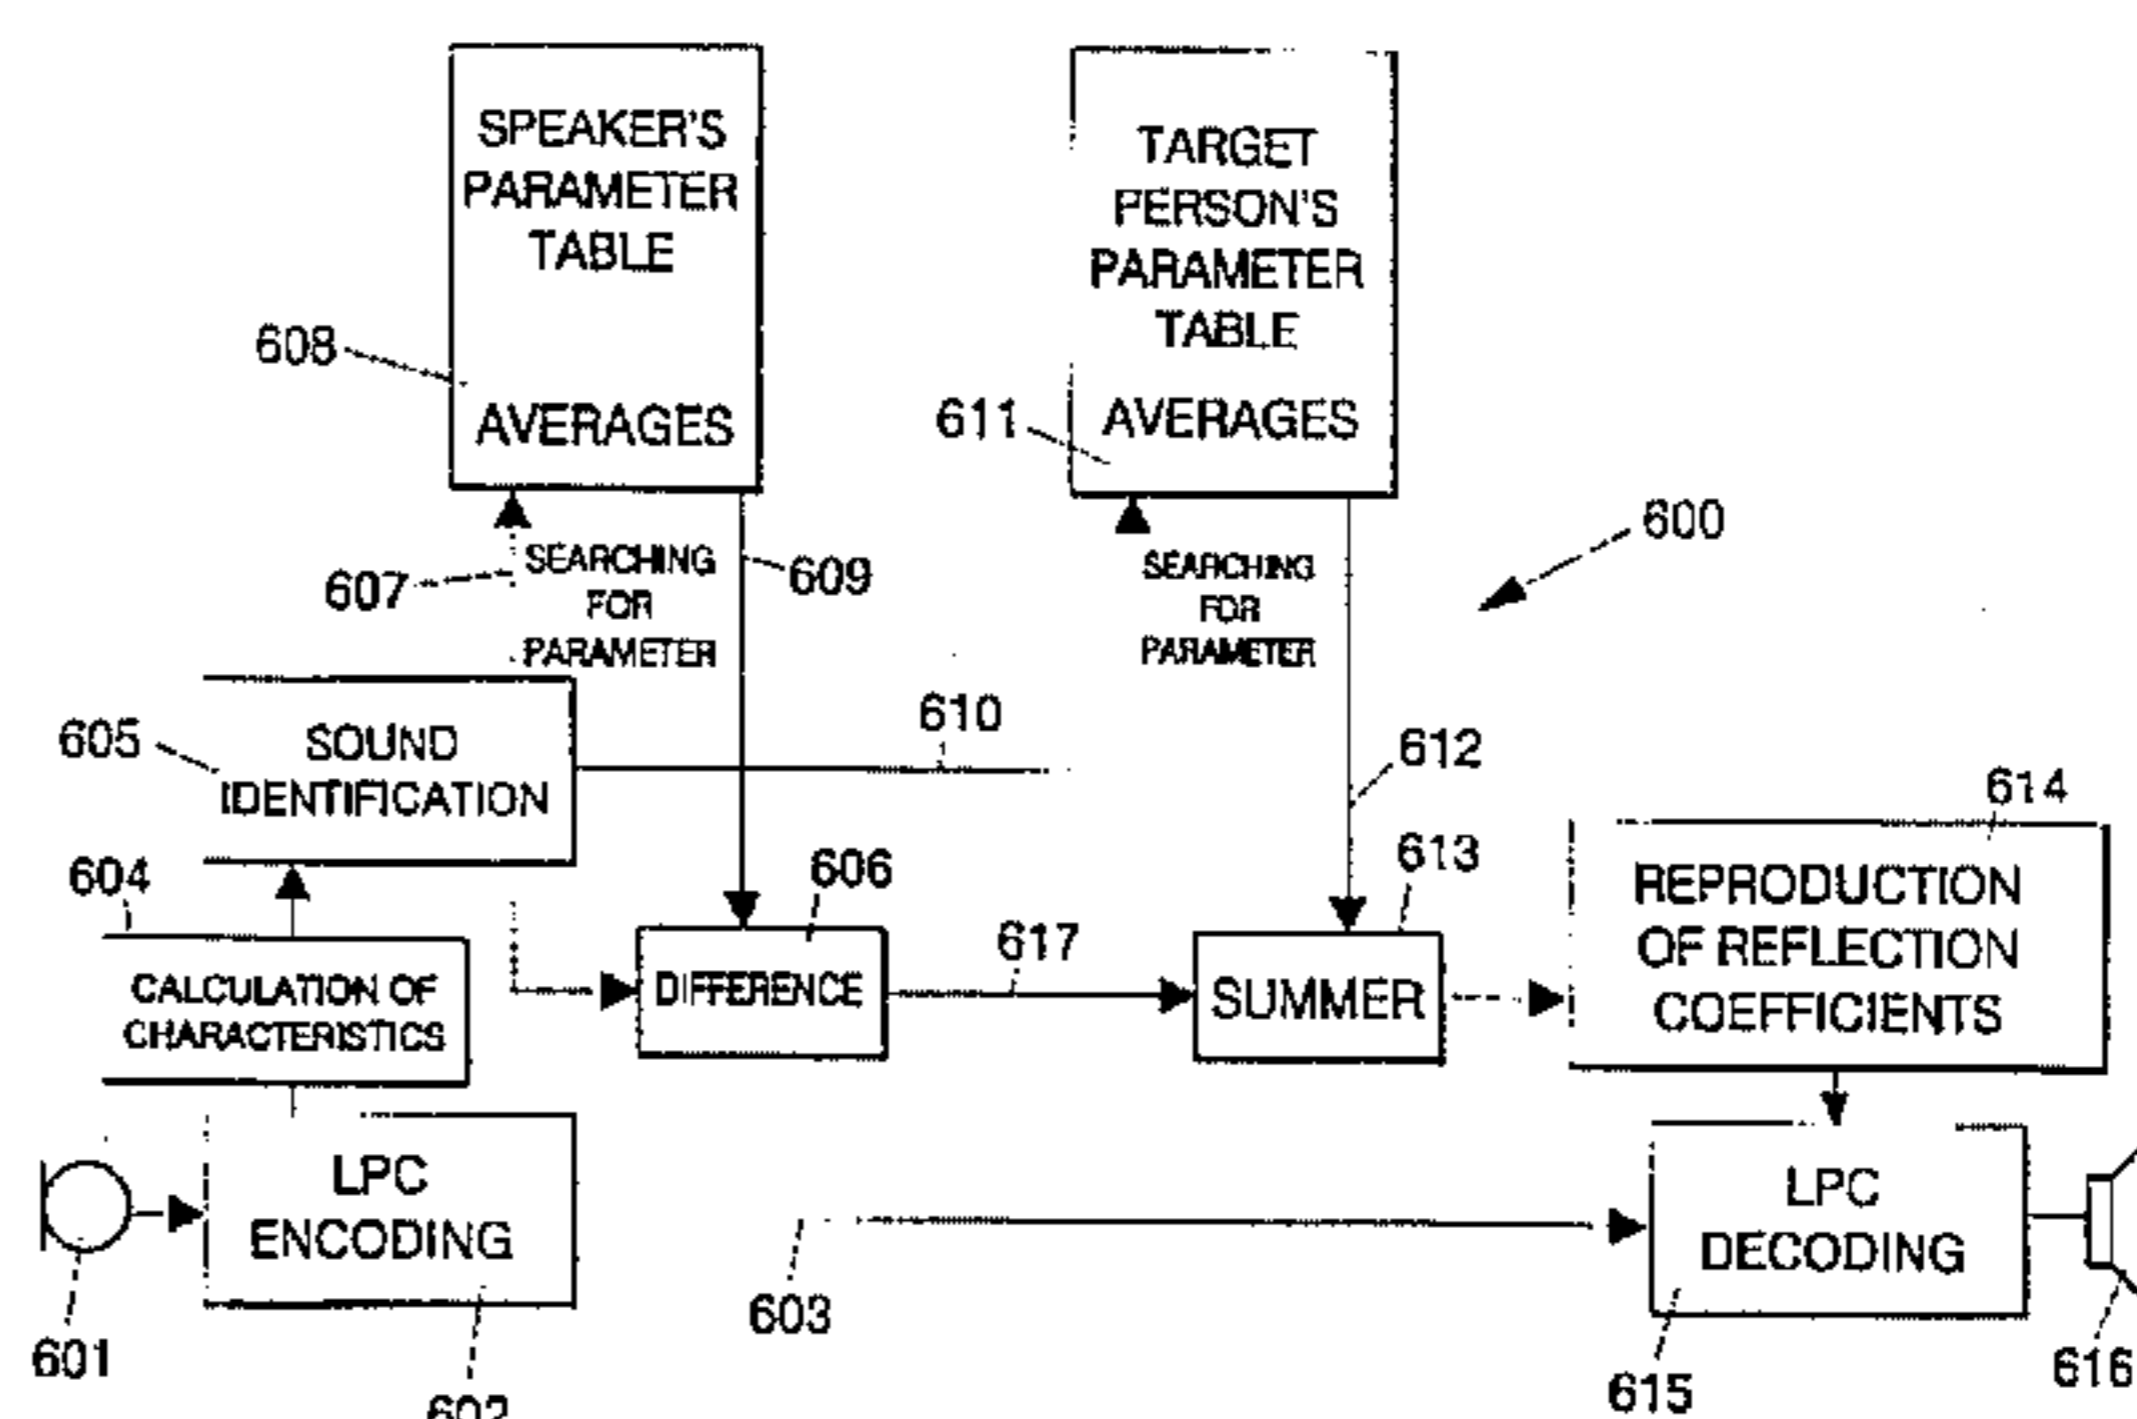 SPEAKER'S
PARAMETER
TABLE
AVERAGES
608
TARGET
PERSON'S
PARAMETER
TABLE
AVERAGES
611
600
607
SEARCHING
FOR
PARAMETER
609
SEARCHING
FOR
PARAMETER
610
612
605
SOUND
IDENTIFICATION
604
CALCULATION OF
CHARACTERISTICS
606
DIFFERENCE
617
613
SUMMER
614
REPRODUCTION
OF REFLECTION
COEFFICIENTS
LPC
ENCODING
601
602
603
LPC
DECODING
615
616